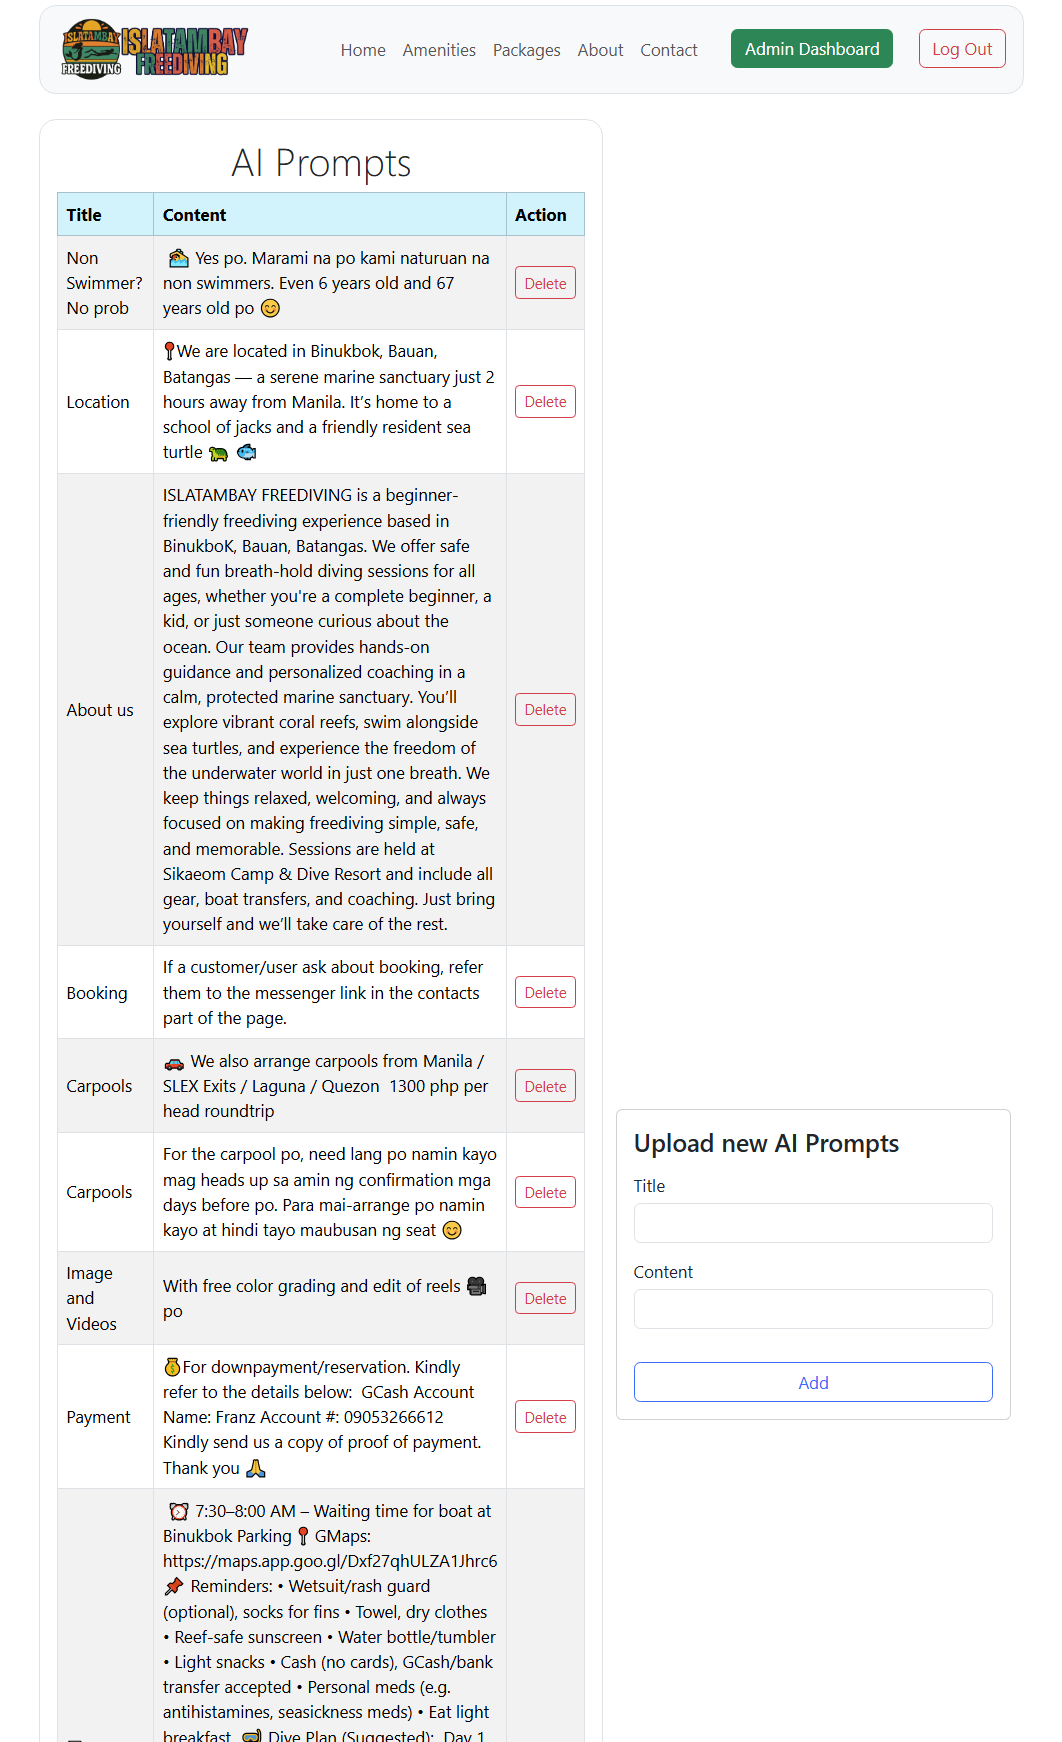 ISLATAMBAY
FREEDIVING
ISLATAMBAY
FREEDIVING
Home
Amenities
Packages
About
Contact
Admin Dashboard
Log Out
AI Prompts
Title
Content
Action
Non
Swimmer?
No prob
🏊 Yes po. Marami na po kami naturuan na
non swimmers. Even 6 years old and 67
years old po 😊
Delete
Location
📍We are located in Binukbok, Bauan,
Batangas — a serene marine sanctuary just 2
hours away from Manila. It’s home to a
school of jacks and a friendly resident sea
turtle 🐢 🐟
Delete
About us
ISLATAMBAY FREEDIVING is a beginner-
friendly freediving experience based in
BinukboK, Bauan, Batangas. We offer safe
and fun breath-hold diving sessions for all
ages, whether you're a complete beginner, a
kid, or just someone curious about the
ocean. Our team provides hands-on
guidance and personalized coaching in a
calm, protected marine sanctuary. You’ll
explore vibrant coral reefs, swim alongside
sea turtles, and experience the freedom of
the underwater world in just one breath. We
keep things relaxed, welcoming, and always
focused on making freediving simple, safe,
and memorable. Sessions are held at
Sikaeom Camp & Dive Resort and include all
gear, boat transfers, and coaching. Just bring
yourself and we’ll take care of the rest.
Delete
Booking
If a customer/user ask about booking, refer
them to the messenger link in the contacts
part of the page.
Delete
Carpools
🚗 We also arrange carpools from Manila /
SLEX Exits / Laguna / Quezon 1300 php per
head roundtrip
Delete
Carpools
For the carpool po, need lang po namin kayo
mag heads up sa amin ng confirmation mga
days before po. Para mai-arrange po namin
kayo at hindi tayo maubusan ng seat 😊
Delete
Image
and
Videos
With free color grading and edit of reels 🎥
po
Delete
Payment
💰For downpayment/reservation. Kindly
refer to the details below: GCash Account
Name: Franz Account #: 09053266612
Kindly send us a copy of proof of payment.
Thank you 🙏
Delete
⏰ 7:30–8:00 AM – Waiting time for boat at
Binukbok Parking 📍 GMaps:
https://maps.app.goo.gl/Dxf27qhULZA1Jhrc6
📌 Reminders: • Wetsuit/rash guard
(optional), socks for fins • Towel, dry clothes
• Reef-safe sunscreen • Water bottle/tumbler
• Light snacks • Cash (no cards), GCash/bank
transfer accepted • Personal meds (e.g.
antihistamines, seasickness meds) • Eat light
breakfast 🤿 Dive Plan (Suggested): Day 1
Upload new AI Prompts
Title
Content
Add